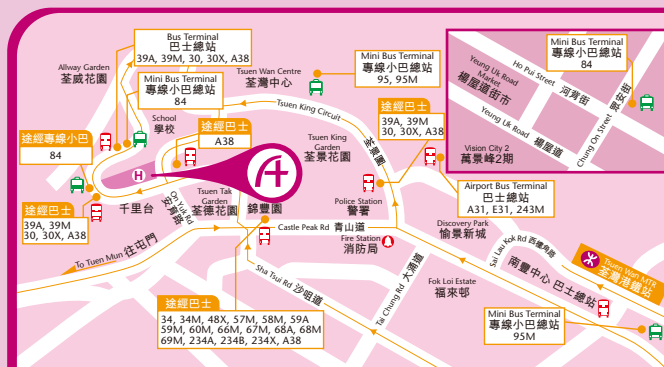 Bus Terminal
巴士總站
39A, 39M, 30, 30X, A38
Allway Garden
荃威花園
Mini Bus Terminal
專線小巴總站
84
School
學校
途經專線小巴
84
途經巴士
A38
Tsuen Wan Centre
荃灣中心
Mini Bus Terminal
專線小巴總站
95, 95M
Tsuen King Circuit
荃景圍
途經巴士
39A, 39M
30, 30X, A38
Tsuen King
Garden
荃景花園
H
千里台
途經巴士
39A, 39M
30, 30X, A38
On Yuk Rd
安育路
Tsuen Tak
Garden
荃德花園
錦豐園
Police Station
警署
Castle Peak Rd 青山道
Fire Station
消防局
To Tuen Mun 往屯門
Sha Tsui Rd 沙咀道
Tai Chung Rd 大涌道
途經巴士
34, 34M, 48X, 57M, 58M, 59A
59M, 60M, 66M, 67M, 68A, 68M
69M, 234A, 234B, 234X, A38
Airport Bus Terminal
巴士總站
A31, E31, 243M
Discovery Park
愉景新城
Fok Loi Estate
福來邨
Sai Lau Kok Rd 西樓角路
南豐中心 巴士總站
Tsuen Wan MTR
荃灣港鐵站
Mini Bus Terminal
專線小巴總站
95M
Yeung Uk Road
Market
楊屋道街市
Ho Pui Street 河背街
Mini Bus Terminal
專線小巴總站
84
Yeung Uk Road 楊屋道
Chung On Street 眾安街
Vision City 2
萬景峰2期